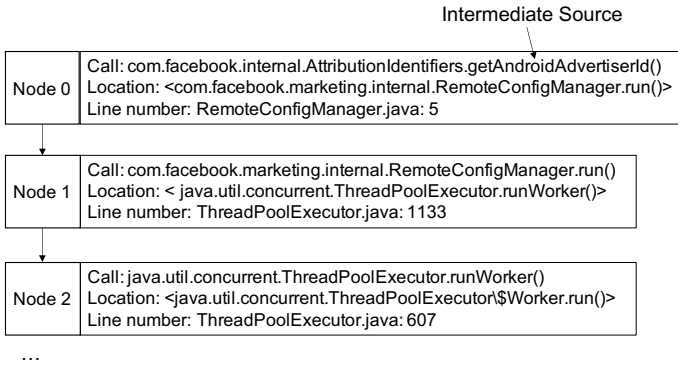 Intermediate Source
Node 0
Call: com.facebook.internal.AttributionIdentifiers.getAndroidAdvertiserId()
Location: <com.facebook.marketing.internal.RemoteConfigManager.run()>
Line number: RemoteConfigManager.java: 5
Node 1
Call: com.facebook.marketing.internal.RemoteConfigManager.run()
Location: < java.util.concurrent.ThreadPoolExecutor.runWorker()>
Line number: ThreadPoolExecutor.java: 1133
Node 2
Call: java.util.concurrent.ThreadPoolExecutor.runWorker()
Location: <java.util.concurrent.ThreadPoolExecutor\$Worker.run()>
Line number: ThreadPoolExecutor.java: 607
…